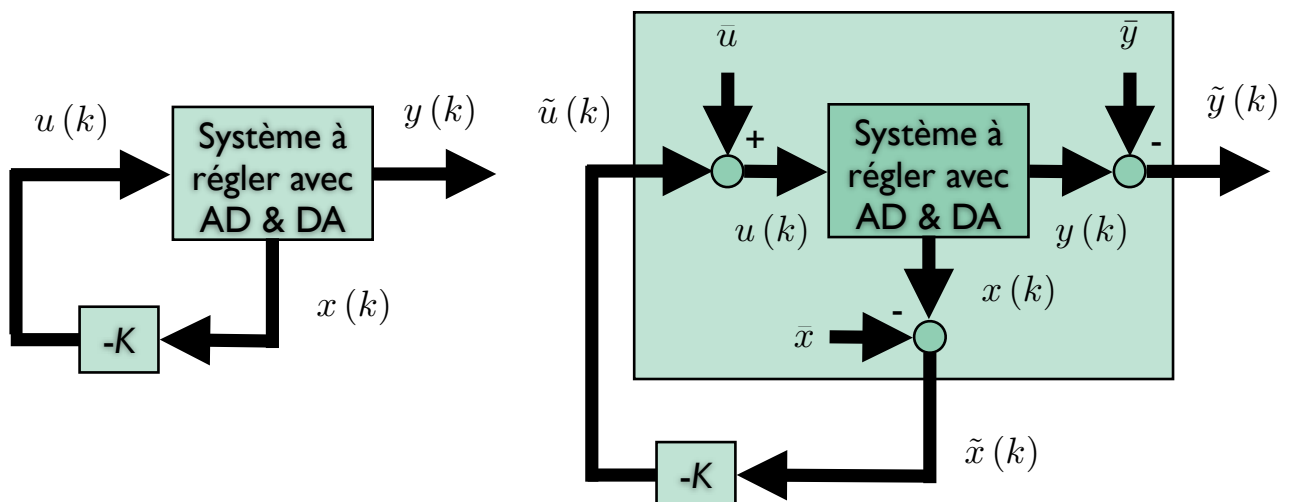 u (k)
y (k)
Système à
régler avec
AD & DA
x (k)
-K
ū
ȳ
ũ (k)
ỹ (k)
+
Système à
régler avec
AD & DA
-
u (k)
y (k)
x (k)
-
x̄
x̃ (k)
-K